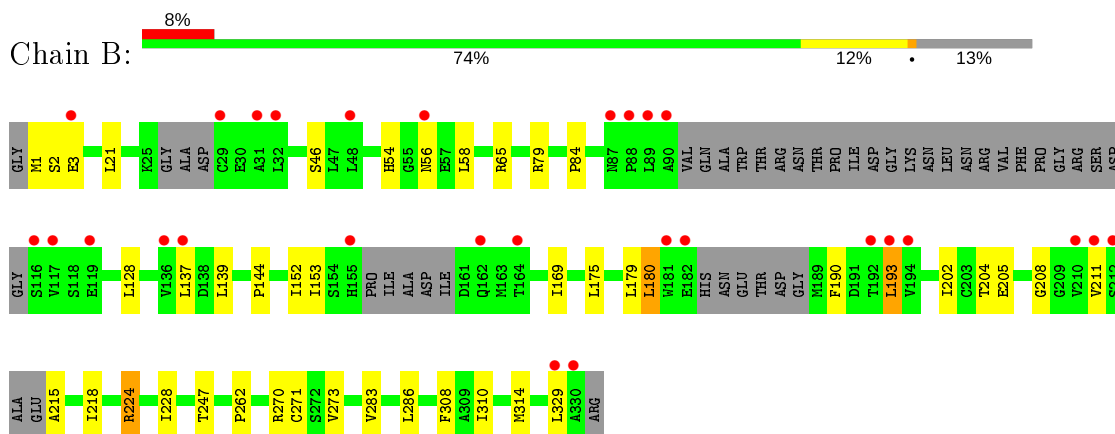 8%
Chain B:
74% 12% • 13%
GLY M1 S2 E3 L21 K25 GLY ALA ASP C29 E30 A31 L32 S46 L47 L48 H54 G55 N56 E57 L58 R65 R79 P84 N87 P88 L89 A90 VAL GLN ALA TRP THR ARG ASN THR PRO ILE ASP GLY LYS ASN LEU ASN ARG VAL PHE PRO GLY ARG SER ASP
GLY S116 V117 S118 E119 L128 V136 L137 D138 L139 P144 I152 I153 S154 H155 PRO ILE ALA ASP ILE D161 Q162 M163 T164 I169 L175 L179 L180 W181 E182 HIS ASN GLU THR ASP GLY M189 F190 D191 T192 L193 V194 I202 C203 T204 E205 G208 G209 V210 V211 S212
ALA GLU A215 I218 R224 I228 T247 P262 R270 C271 S272 V273 V283 L286 F308 A309 I310 M314 L329 A330 ARG